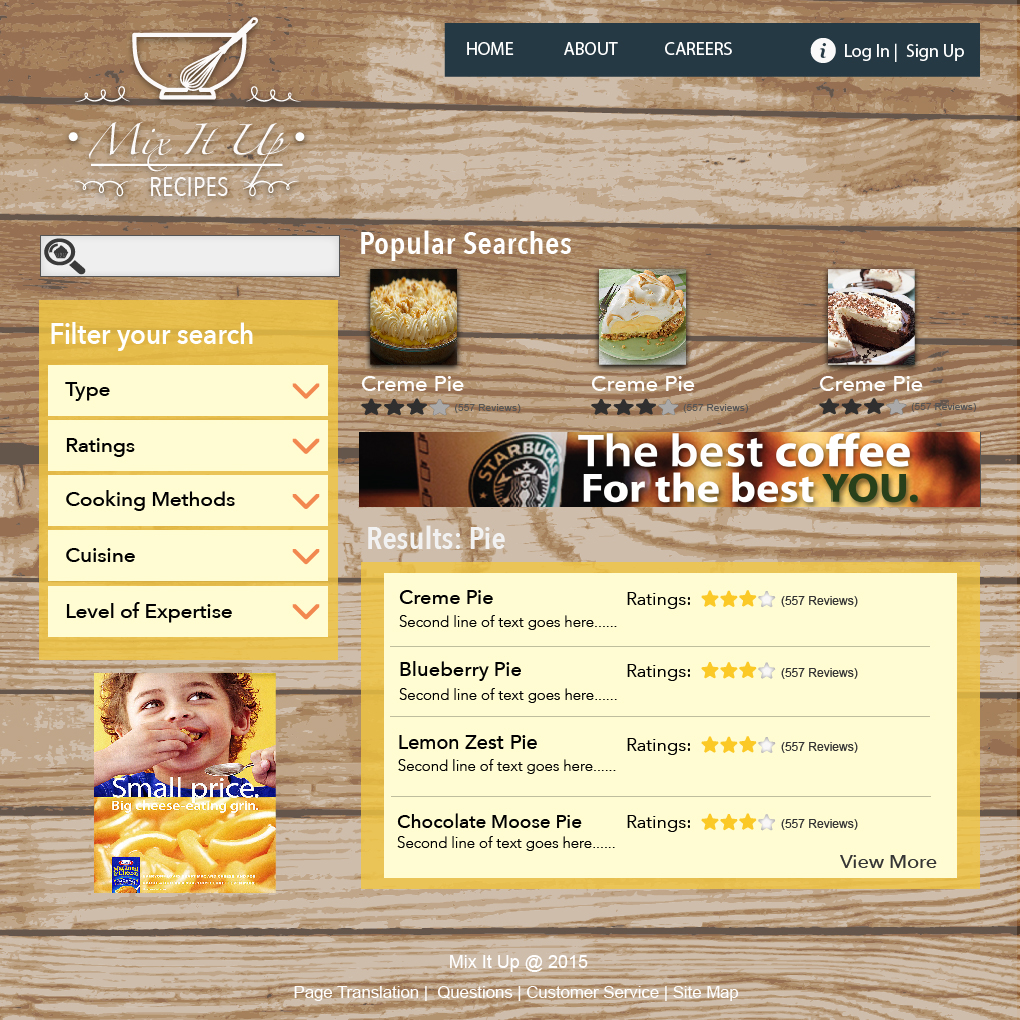 HOME ABOUT CAREERS Log In | Sign Up
Mix It Up
RECIPES
Popular Searches
Creme Pie
(557 Reviews)
Creme Pie
(557 Reviews)
Creme Pie
(557 Reviews)
Filter your search
Type
Ratings
Cooking Methods
Cuisine
Level of Expertise
STARBUCKS
The best coffee
For the best YOU.
Results: Pie
Creme Pie Ratings: (557 Reviews)
Second line of text goes here......
Blueberry Pie Ratings: (557 Reviews)
Second line of text goes here......
Lemon Zest Pie Ratings: (557 Reviews)
Second line of text goes here......
Chocolate Moose Pie Ratings: (557 Reviews)
Second line of text goes here......
View More
Small price.
Big cheese-eating grin.
Mix It Up @ 2015
Page Translation | Questions | Customer Service | Site Map